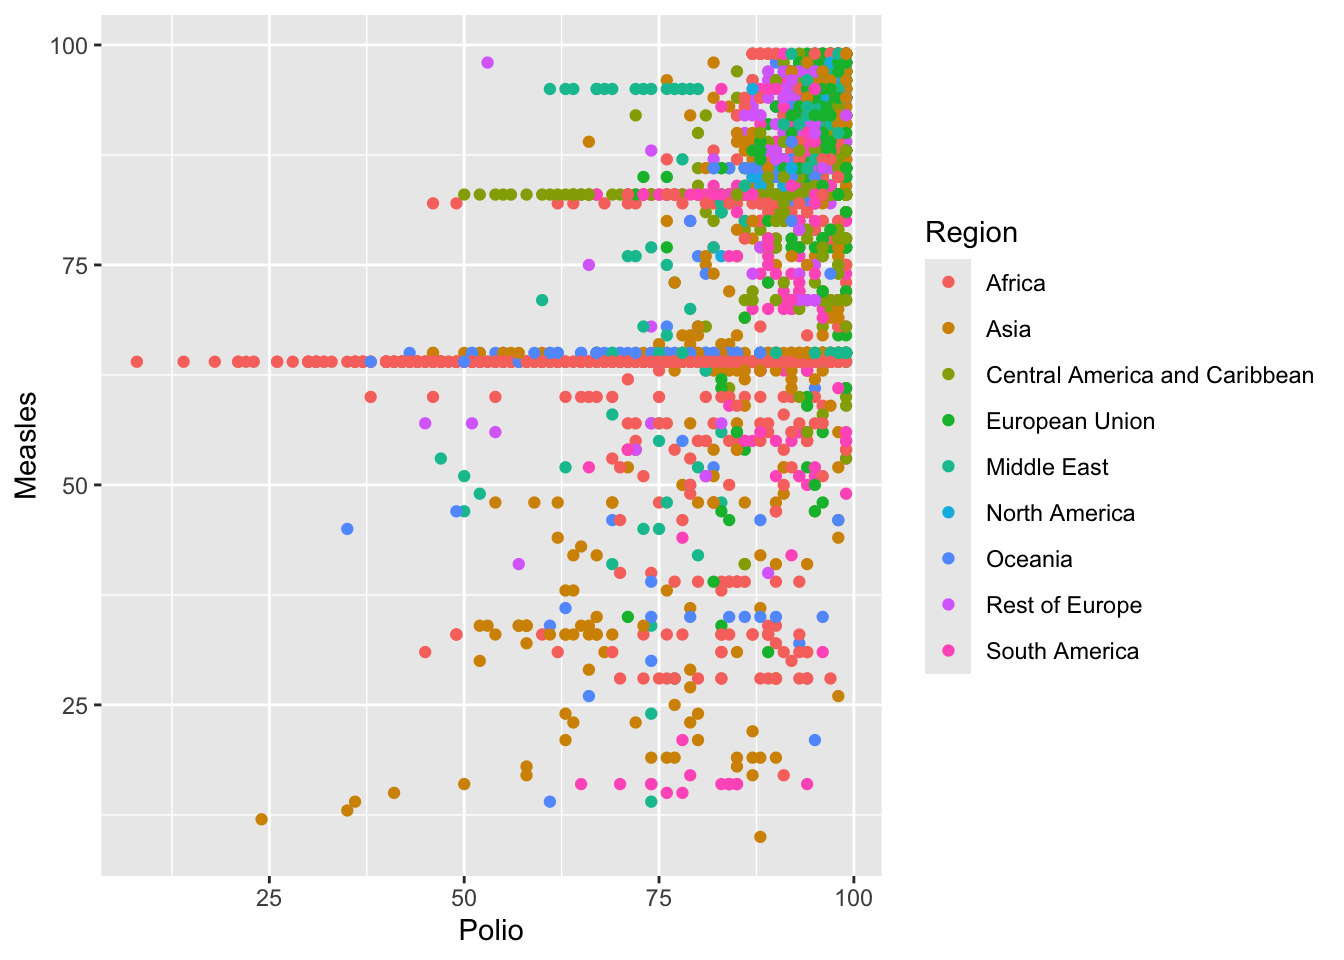 100
75
50
25
Measles
25
50
75
100
Polio
Region
Africa
Asia
Central America and Caribbean
European Union
Middle East
North America
Oceania
Rest of Europe
South America